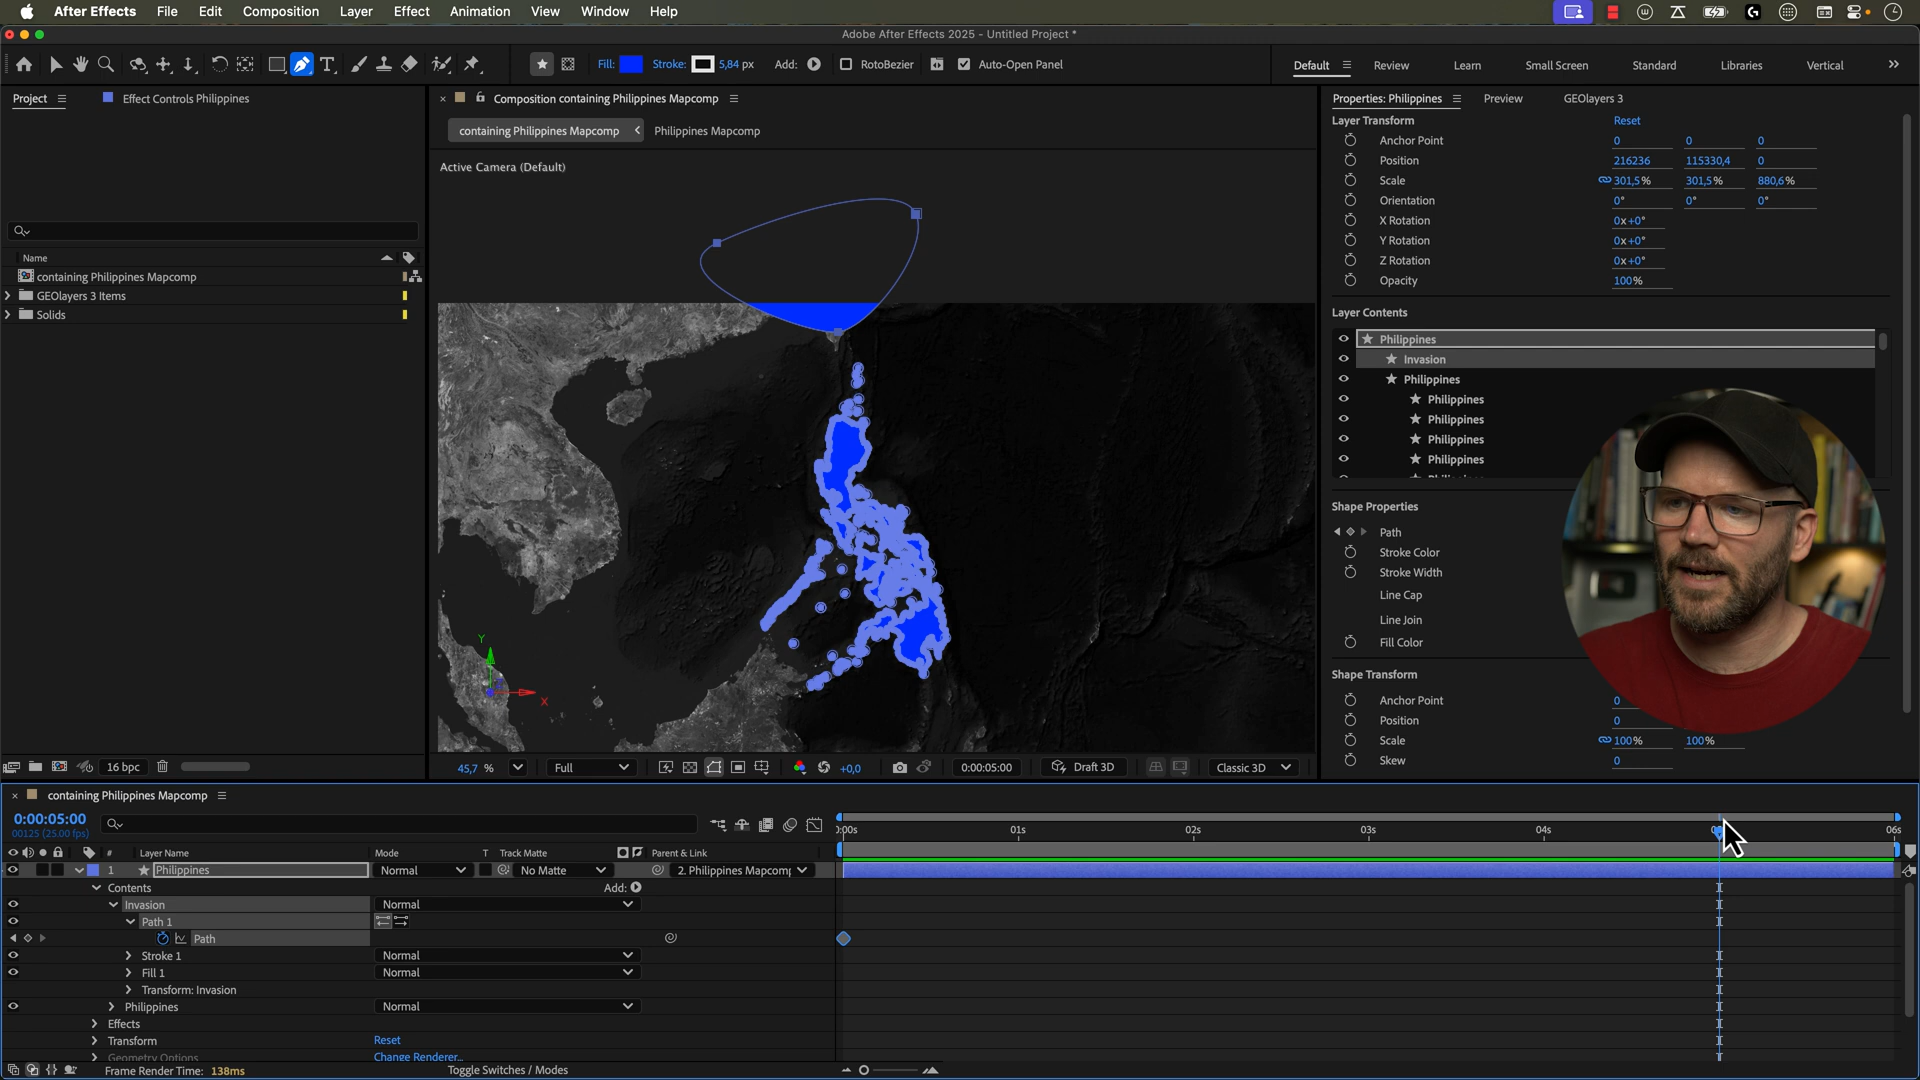 After Effects File Edit Composition Layer Effect Animation View Window Help
Adobe After Effects 2025 - Untitled Project *
Fill: Stroke: 5,84 px Add: RotoBezier Auto-Open Panel
Default Review Learn Small Screen Standard Libraries Vertical
Project
Effect Controls Philippines
Name
containing Philippines Mapcomp
GEOlayers 3 Items
Solids
16 bpc
Composition containing Philippines Mapcomp
containing Philippines Mapcomp
Philippines Mapcomp
Active Camera (Default)
Y
X
45,7 % Full +0,0 0:00:05:00 Draft 3D Classic 3D
Properties: Philippines Preview GEOlayers 3
Layer Transform Reset
Anchor Point 0 0 0
Position 216236 115330,4 0
Scale 301,5% 301,5% 880,6%
Orientation 0° 0° 0°
X Rotation 0x+0°
Y Rotation 0x+0°
Z Rotation 0x+0°
Opacity 100%
Layer Contents
Philippines
Invasion
Philippines
Philippines
Philippines
Philippines
Philippines
Shape Properties
Path
Stroke Color
Stroke Width
Line Cap
Line Join
Fill Color
Shape Transform
Anchor Point 0
Position 0
Scale 100% 100%
Skew 0
containing Philippines Mapcomp
0:00:05:00
00125 (25.00 fps)
# Layer Name Mode T Track Matte Parent & Link
1 Philippines Normal No Matte
Contents Add:
Invasion Normal
Path 1
Path
Stroke 1 Normal
Fill 1 Normal
Transform: Invasion
Philippines Normal
Effects
Transform Reset
Geometry Options Change Renderer...
Frame Render Time: 138ms Toggle Switches / Modes
01s 02s 03s 04s 06s